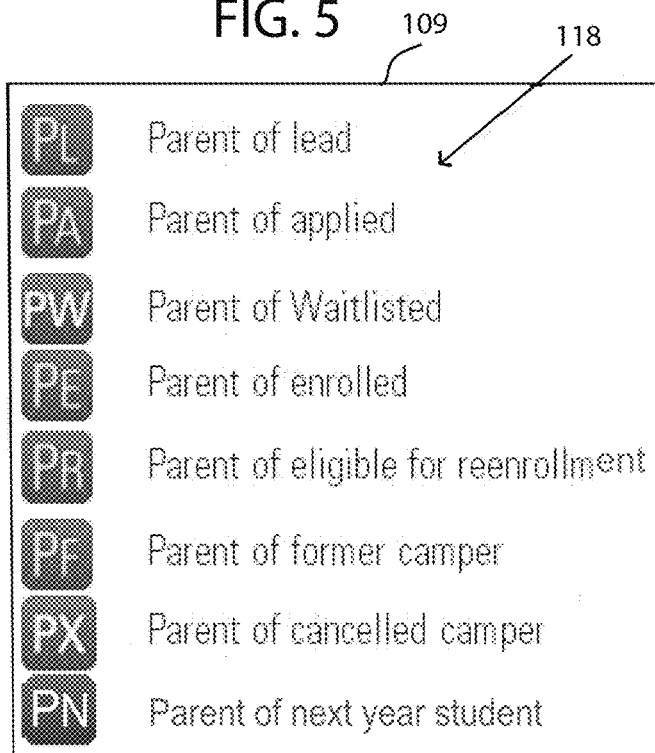 FIG. 5
109
118
PL Parent of lead
PA Parent of applied
PW Parent of Waitlisted
PE Parent of enrolled
PR Parent of eligible for reenrollment
PF Parent of former camper
PX Parent of cancelled camper
PN Parent of next year student